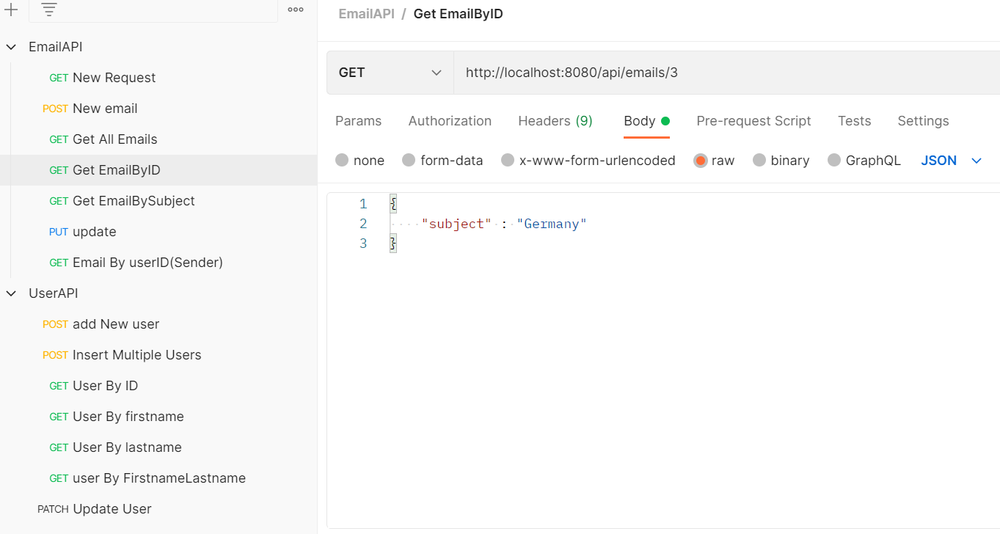 EmailAPI
GET New Request
POST New email
GET Get All Emails
GET Get EmailByID
GET Get EmailBySubject
PUT update
GET Email By userID(Sender)
UserAPI
POST add New user
POST Insert Multiple Users
GET User By ID
GET User By firstname
GET User By lastname
GET user By FirstnameLastname
PATCH Update User
EmailAPI / Get EmailByID
GET http://localhost:8080/api/emails/3
Params Authorization Headers (9) Body Pre-request Script Tests Settings
none form-data x-www-form-urlencoded raw binary GraphQL JSON
1 {
2 "subject" : "Germany"
3 }